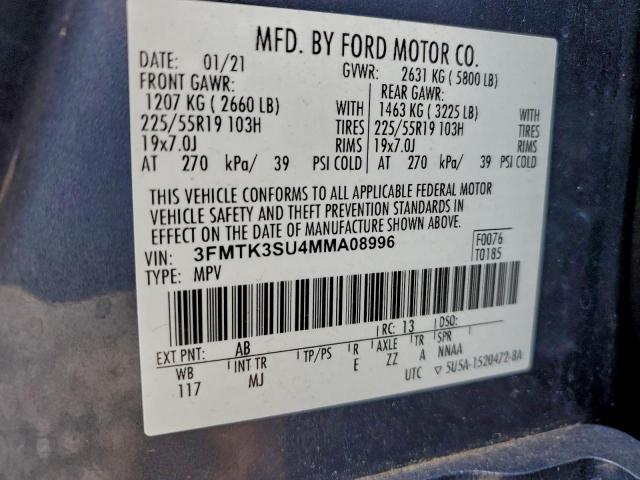 MFD. BY FORD MOTOR CO.
DATE: 01/21 GVWR: 2631 KG ( 5800 LB)
FRONT GAWR: REAR GAWR:
1207 KG ( 2660 LB) WITH 1463 KG ( 3225 LB) WITH
225/55R19 103H TIRES 225/55R19 103H TIRES
19x7.0J RIMS 19x7.0J RIMS
AT 270 kPa/ 39 PSI COLD AT 270 kPa/ 39 PSI COLD
THIS VEHICLE CONFORMS TO ALL APPLICABLE FEDERAL MOTOR
VEHICLE SAFETY AND THEFT PREVENTION STANDARDS IN
EFFECT ON THE DATE OF MANUFACTURE SHOWN ABOVE.
VIN: 3FMTK3SU4MMA08996 F0076
TYPE: MPV T0185
EXT PNT: AB RC: 13 DSO:
WB INT TR TP/PS R AXLE TR SPR
117 MJ E ZZ A NNAA
UTC ▽ 5U5A-1520472-BA